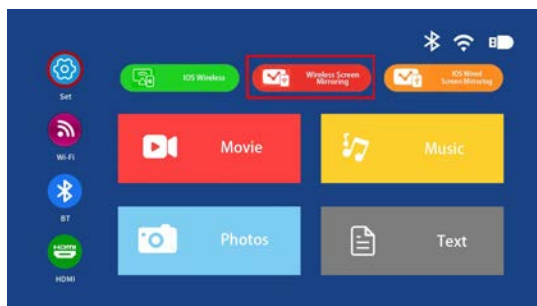 IOS Wireless
Wireless Screen
Mirroring
IOS Wired
Screen Mirroring
Set
Movie
Music
Wi-Fi
BT
Photos
Text
HDMI
HDMI